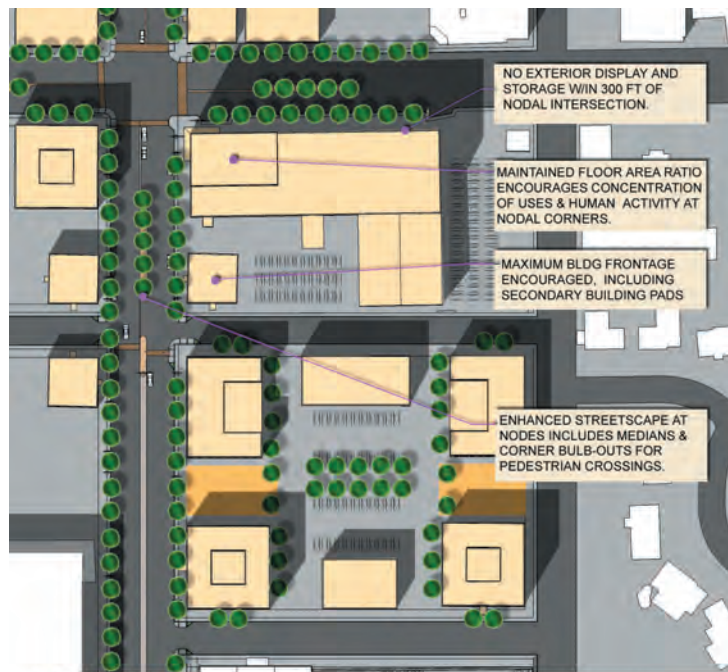 NO EXTERIOR DISPLAY AND
STORAGE W/IN 300 FT OF
NODAL INTERSECTION.
MAINTAINED FLOOR AREA RATIO
ENCOURAGES CONCENTRATION
OF USES & HUMAN ACTIVITY AT
NODAL CORNERS.
MAXIMUM BLDG FRONTAGE
ENCOURAGED, INCLUDING
SECONDARY BUILDING PADS
ENHANCED STREETSCAPE AT
NODES INCLUDES MEDIANS &
CORNER BULB-OUTS FOR
PEDESTRIAN CROSSINGS.